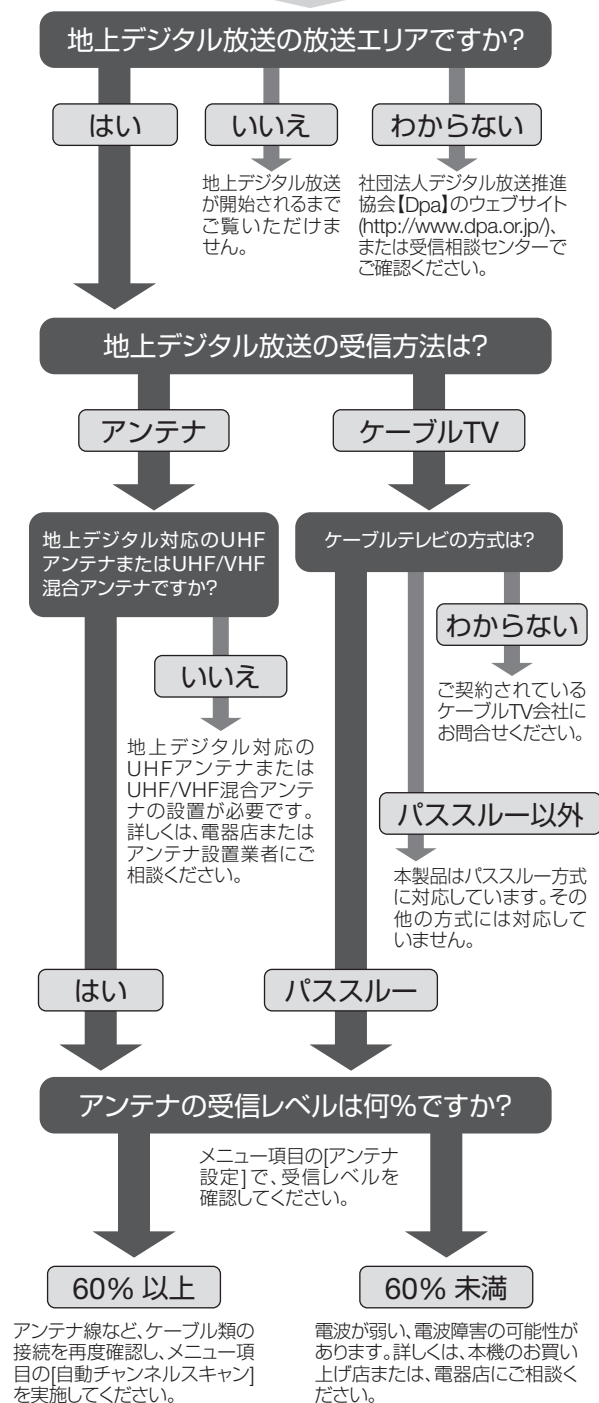 地上デジタル放送の放送エリアですか?
はい
いいえ
わからない
地上デジタル放送
が開始されるまで
ご覧いただけま
せん。
社団法人デジタル放送推進
協会【Dpa】のウェブサイト
(http://www.dpa.or.jp/)、
または受信相談センターで
ご確認ください。
地上デジタル放送の受信方法は?
アンテナ
ケーブルTV
地上デジタル対応のUHF
アンテナまたはUHF/VHF
混合アンテナですか?
ケーブルテレビの方式は?
わからない
ご契約されている
ケーブルTV会社に
お問合せください。
いいえ
地上デジタル対応の
UHFアンテナまたは
UHF/VHF混合アンテ
ナの設置が必要です。
詳しくは、電器店または
アンテナ設置業者にご
相談ください。
パススルー以外
本製品はパススルー方式
に対応しています。その
他の方式には対応して
いません。
はい
パススルー
アンテナの受信レベルは何%ですか?
メニュー項目の[アンテナ
設定]で、受信レベルを
確認してください。
60% 以上
60% 未満
アンテナ線など、ケーブル類の
接続を再度確認し、メニュー項
目の[自動チャンネルスキャン]
を実施してください。
電波が弱い、電波障害の可能性が
あります。詳しくは、本機のお買い
上げ店または、電器店にご相談く
ださい。